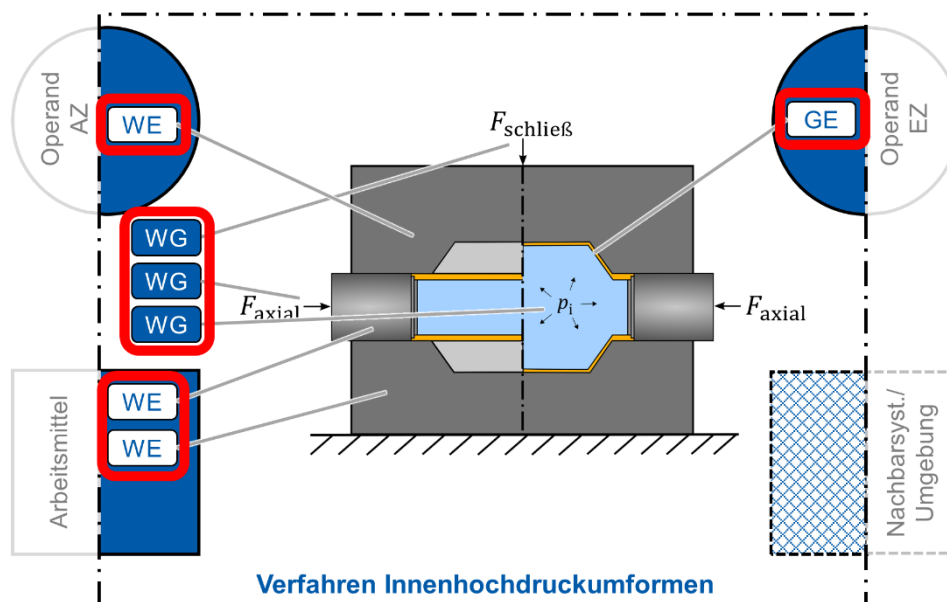 Operand
AZ
WE
F_schließ
GE
Operand
EZ
WG
WG
WG
F_axial
p_i
F_axial
Arbeitsmittel
WE
WE
Nachbarsyst./
Umgebung
Verfahren Innenhochdruckumformen